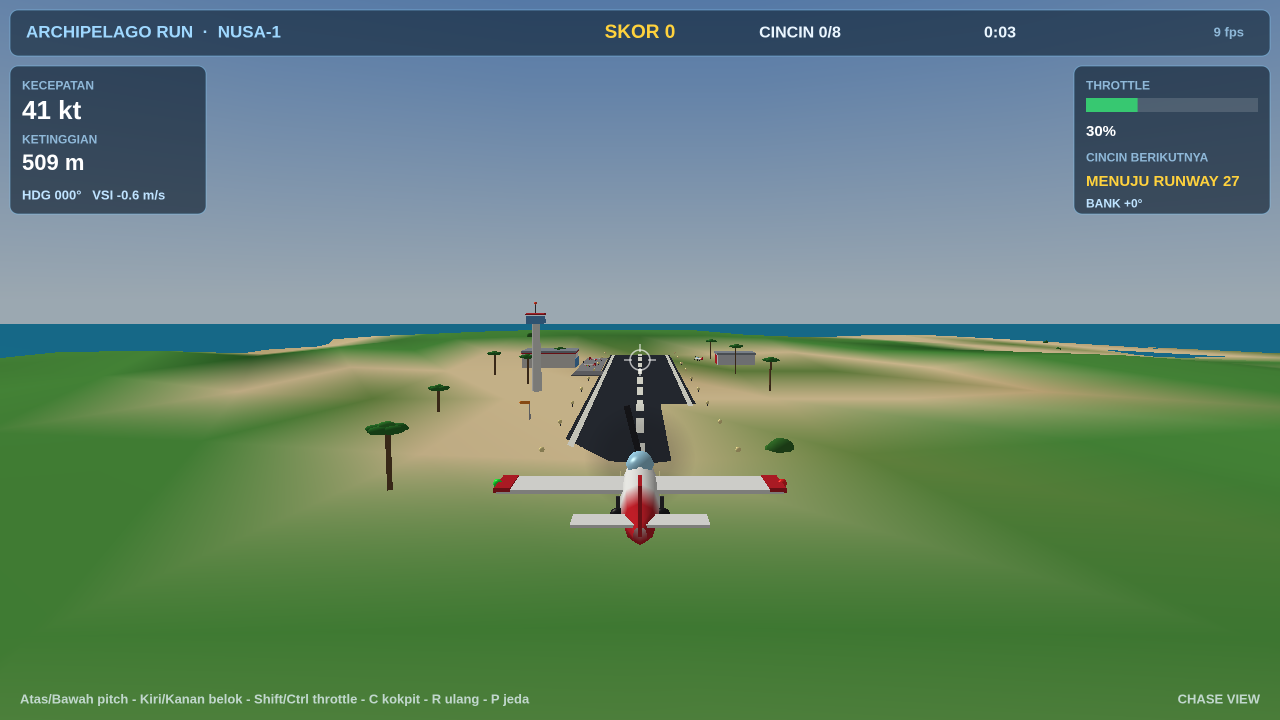 ARCHIPELAGO RUN · NUSA-1
SKOR 0
CINCIN 0/8
0:03
9 fps
KECEPATAN
41 kt
KETINGGIAN
509 m
HDG 000° VSI -0.6 m/s
THROTTLE
30%
CINCIN BERIKUTNYA
MENUJU RUNWAY 27
BANK +0°
Atas/Bawah pitch - Kiri/Kanan belok - Shift/Ctrl throttle - C kokpit - R ulang - P jeda
CHASE VIEW